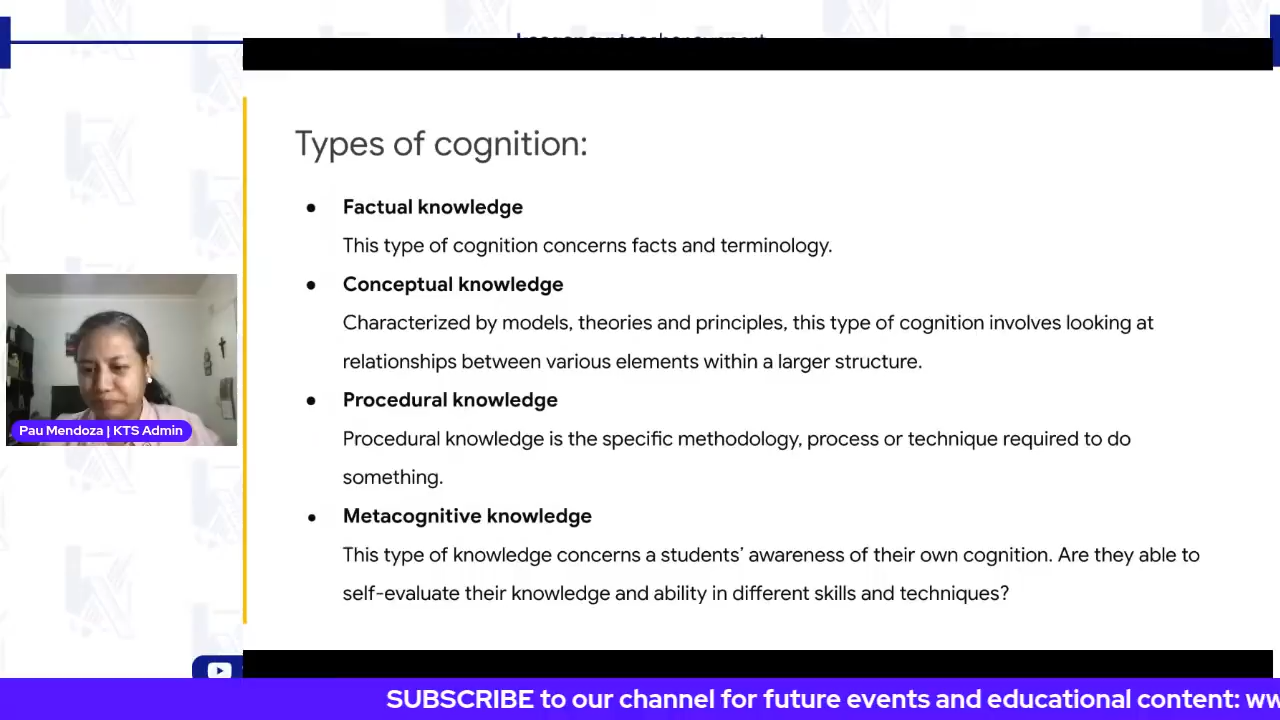 Types of cognition:
● Factual knowledge
This type of cognition concerns facts and terminology.
● Conceptual knowledge
Characterized by models, theories and principles, this type of cognition involves looking at
relationships between various elements within a larger structure.
● Procedural knowledge
Procedural knowledge is the specific methodology, process or technique required to do
something.
● Metacognitive knowledge
This type of knowledge concerns a students’ awareness of their own cognition. Are they able to
self-evaluate their knowledge and ability in different skills and techniques?
Pau Mendoza | KTS Admin
SUBSCRIBE to our channel for future events and educational content: